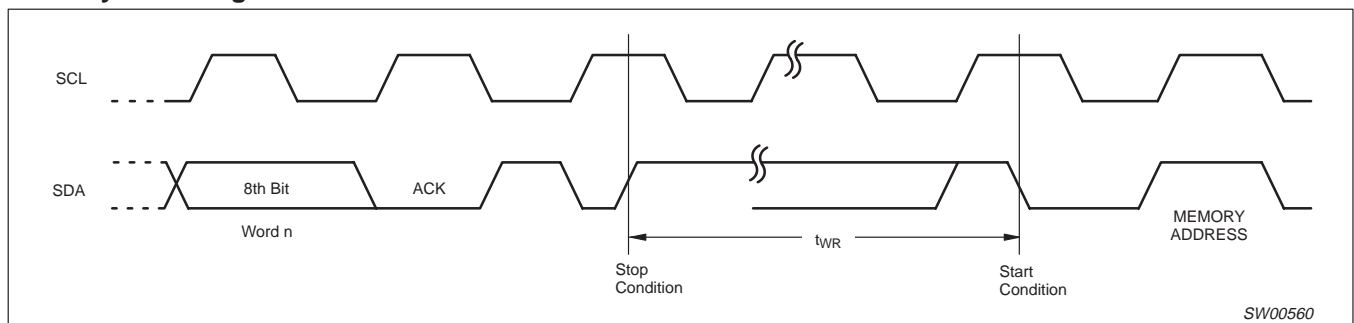 SCL
SDA
8th Bit
ACK
Word n
tWR
MEMORY
ADDRESS
Stop
Condition
Start
Condition
SW00560